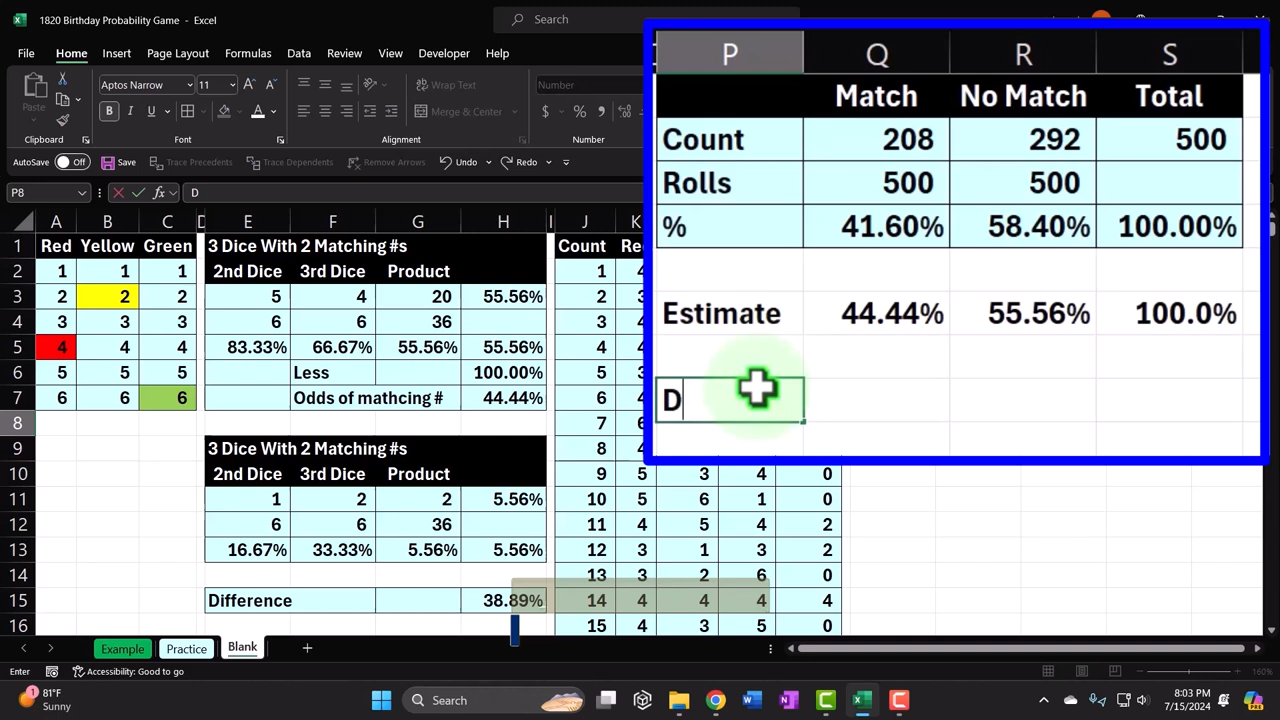 1820 Birthday Probability Game - Excel
Search
File Home Insert Page Layout Formulas Data Review View Developer Help
Aptos Narrow 11 Wrap Text Number
Paste B I U Merge & Center $ %
Clipboard Font Alignment Number
AutoSave Off Save Trace Precedents Trace Dependents Remove Arrows Undo Redo
P8 fx D
A B C D E F G H I J K
1 Red Yellow Green 3 Dice With 2 Matching #s Count Re
2 1 1 1 2nd Dice 3rd Dice Product 1 4
3 2 2 2 5 4 20 55.56% 2
4 3 3 3 6 6 36 3
5 4 4 4 83.33% 66.67% 55.56% 55.56% 4
6 5 5 5 Less 100.00% 5
7 6 6 6 Odds of mathcing # 44.44% 6
8 7
9 3 Dice With 2 Matching #s 8
10 2nd Dice 3rd Dice Product 9 5 3 4 0
11 1 2 2 5.56% 10 5 6 1 0
12 6 6 36 11 4 5 4 2
13 16.67% 33.33% 5.56% 5.56% 12 3 1 3 2
14 13 3 2 6 0
15 Difference 38.89% 14 4 4 4 4
16 15 4 3 5 0
P Q R S
Match No Match Total
Count 208 292 500
Rolls 500 500
% 41.60% 58.40% 100.00%
Estimate 44.44% 55.56% 100.0%
D
Example Practice Blank
Enter Accessibility: Good to go 160%
81°F
Sunny
Search
8:03 PM
7/15/2024